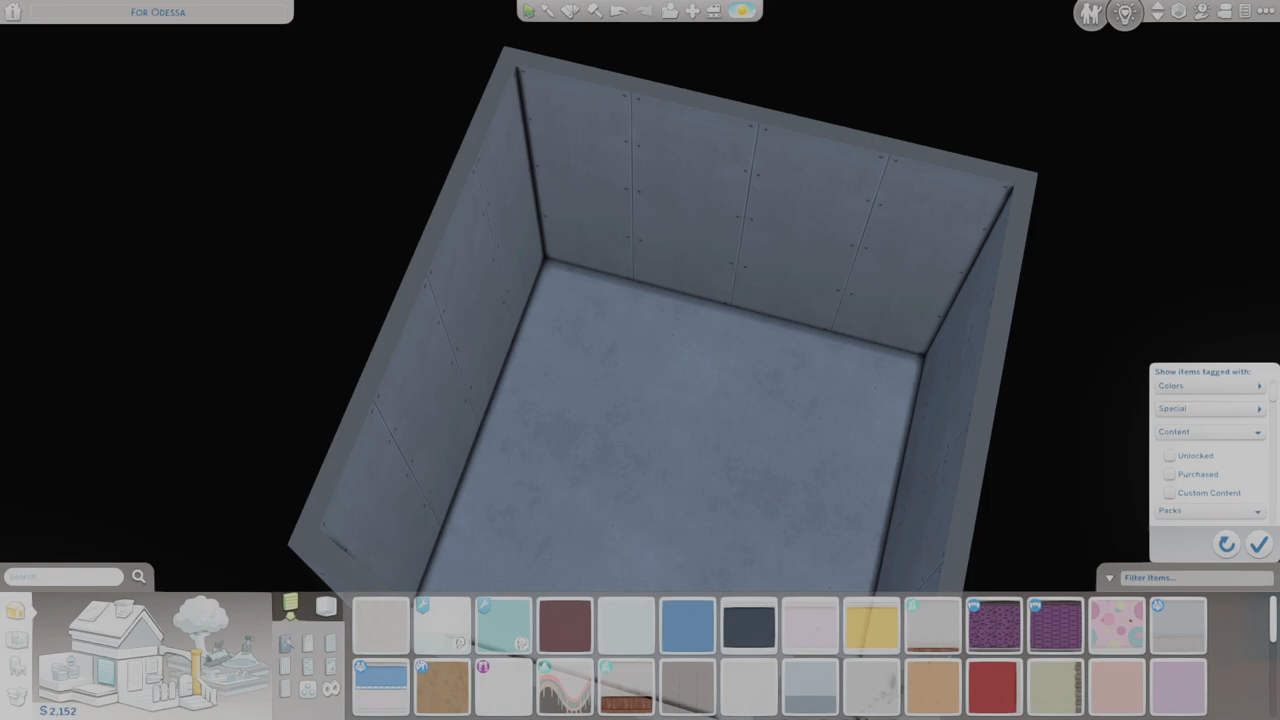 For Odessa
Show items tagged with:
Colors
Special
Content
Unlocked
Purchased
Custom Content
Packs
Search
Filter Items...
$2,152